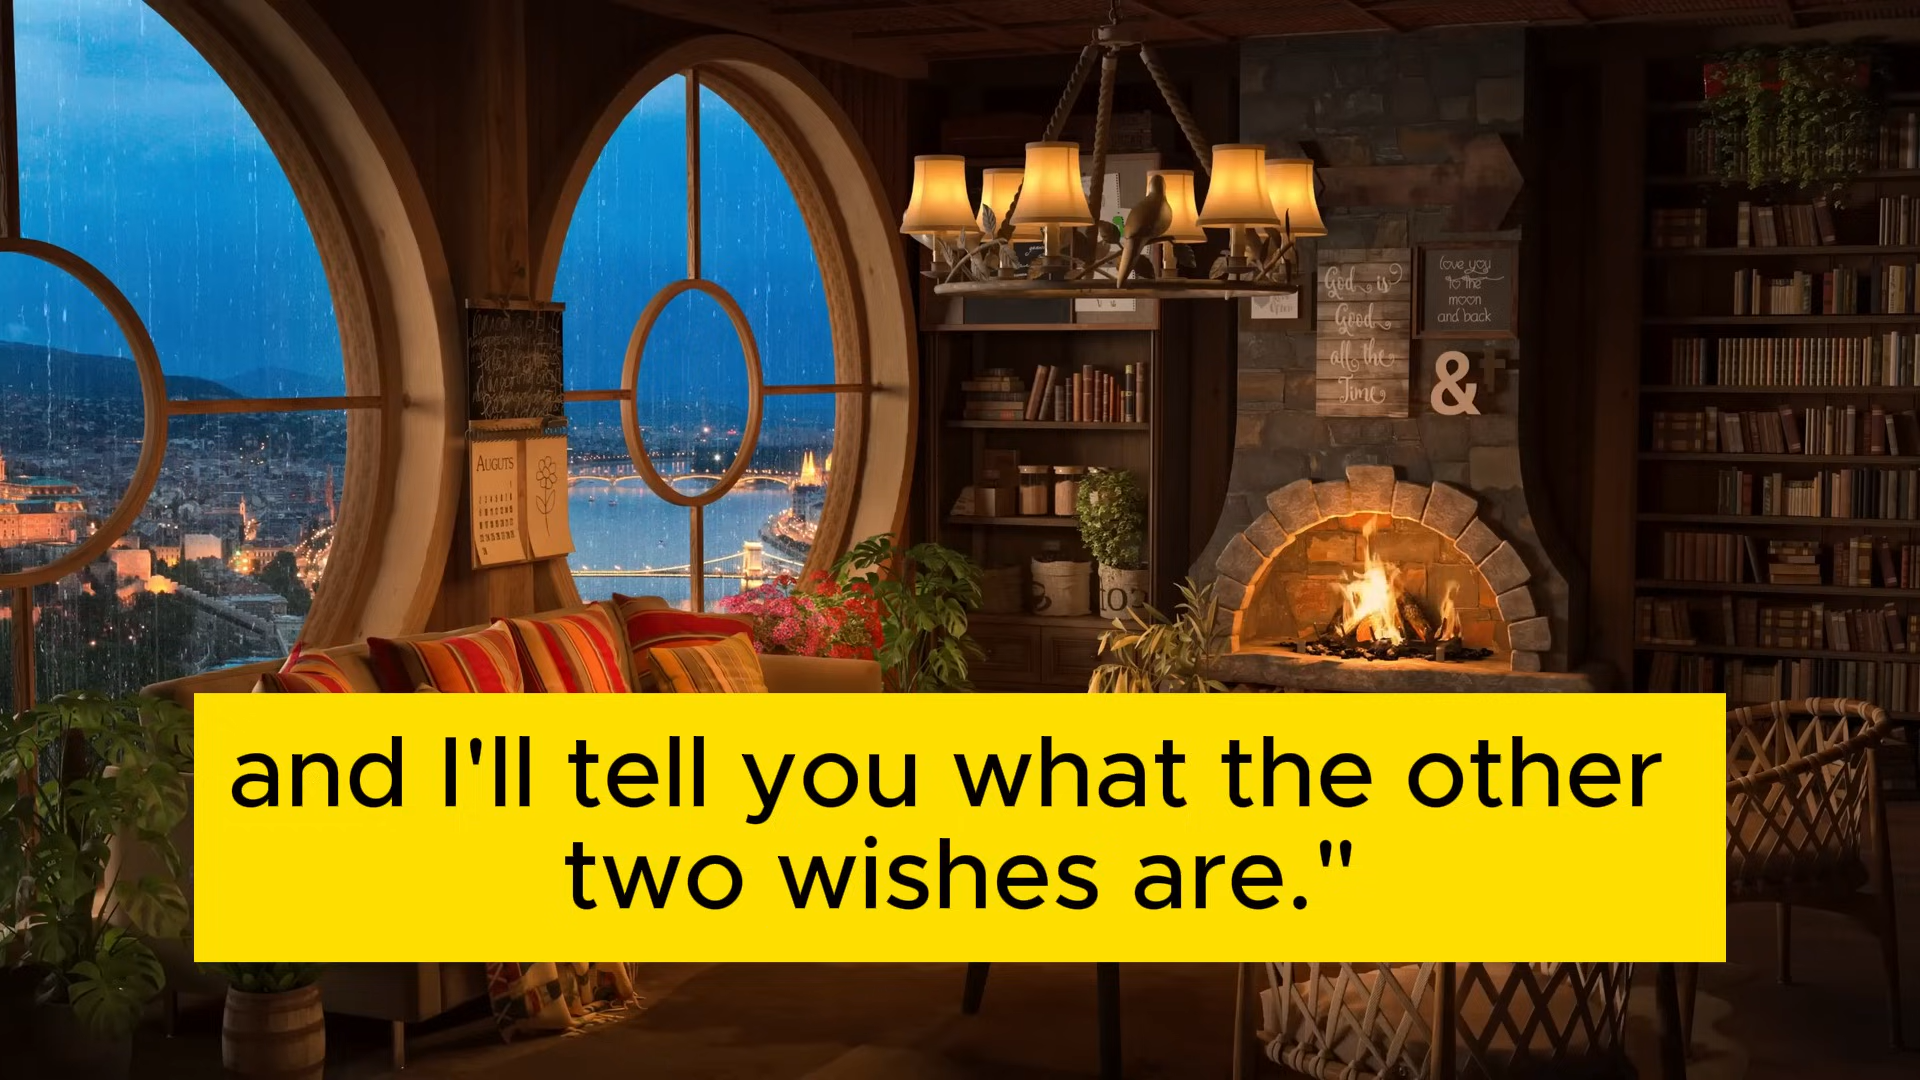 God is
Good
all the
Time
love you
to the
moon
and back
&
AUGUTS
102
and I'll tell you what the other
two wishes are."